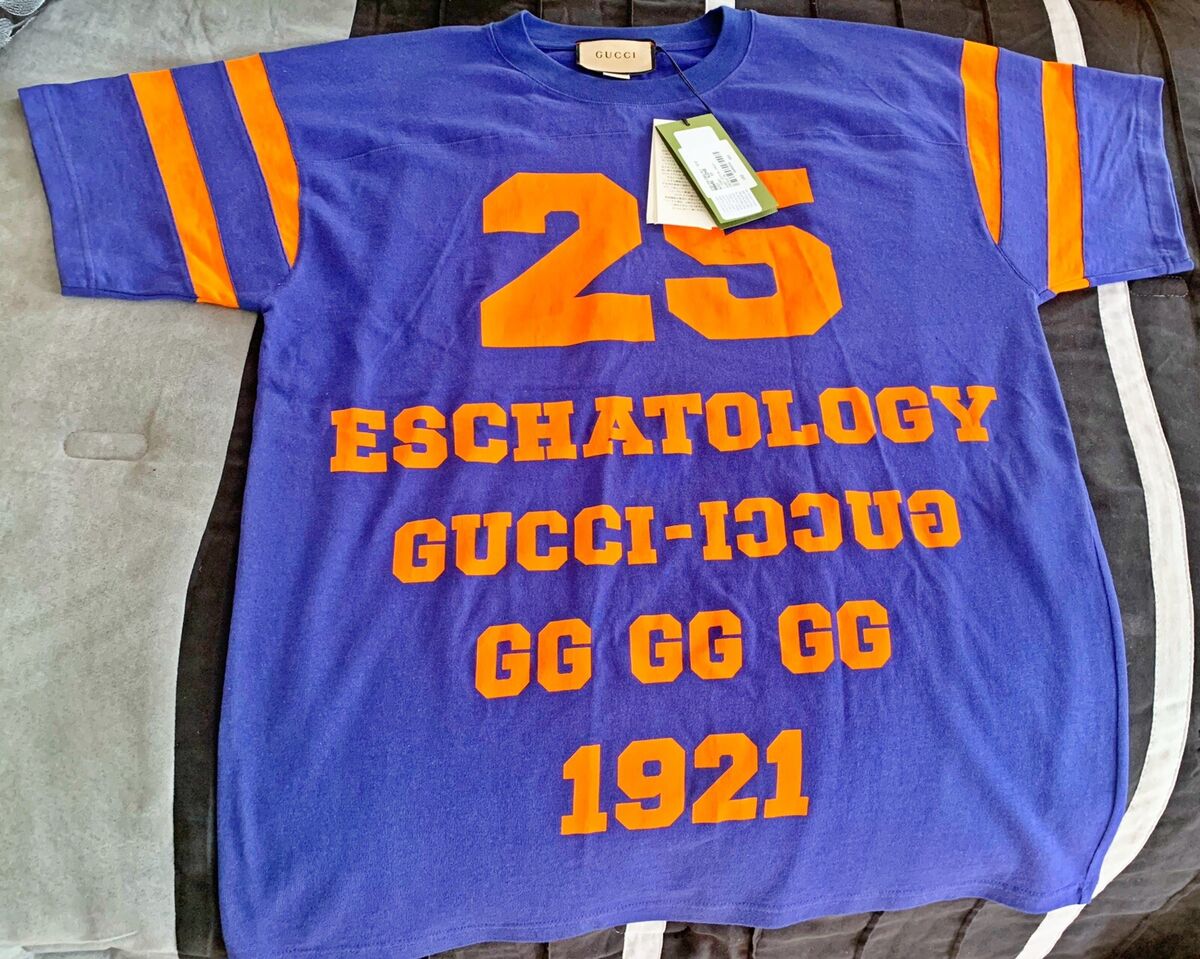 GUCCI
25
ESCHATOLOGY
GUCCI-IƆƆUG
GG GG GG
1921